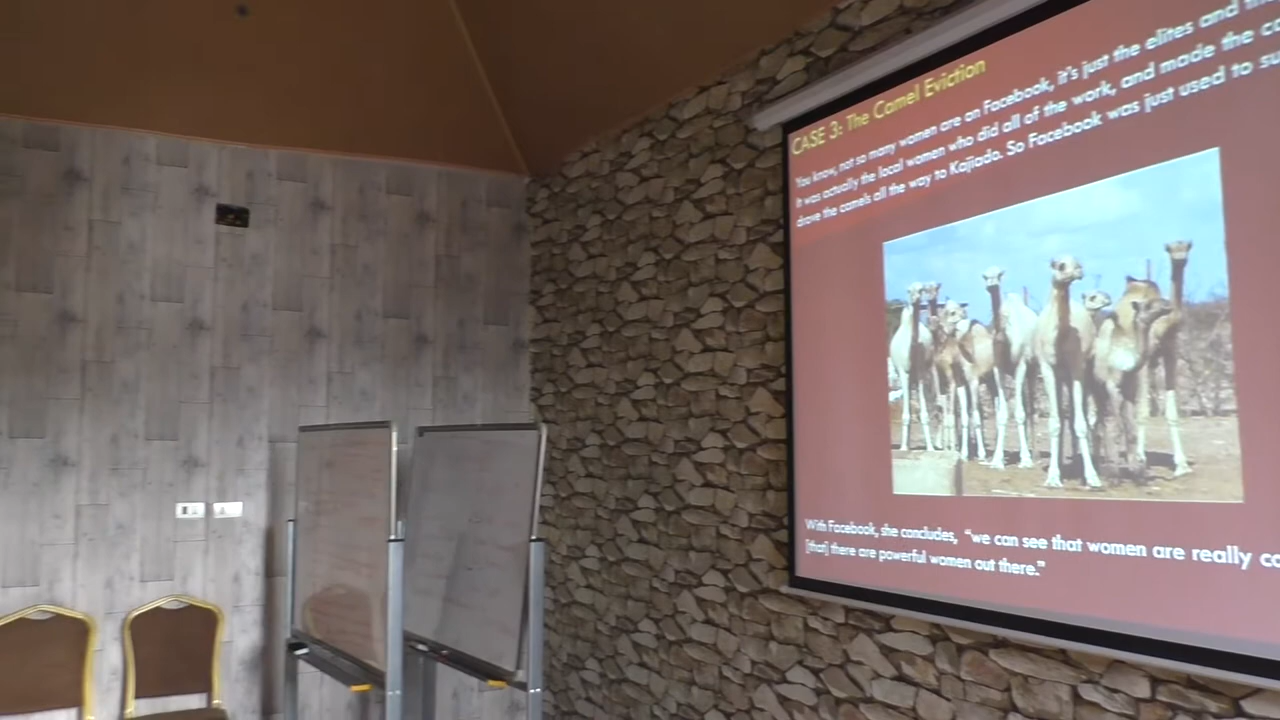 CASE 3: The Camel Eviction
You know, not so many women are on Facebook, it's just the elites and
It was actually the local women who did all of the work, and made the
drove the camels all the way to Kajiado. So Facebook was just used to
With Facebook, she concludes, "we can see that women are really
[that] there are powerful women out there."